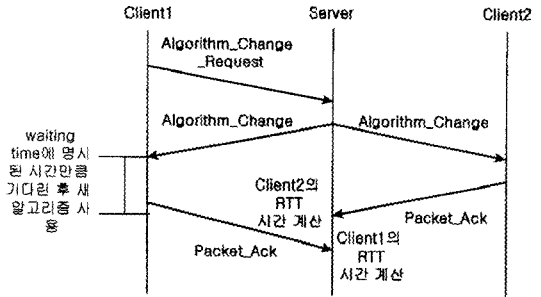 Client1
Server
Client2
Algorithm_Change
_Request
Algorithm_Change
Algorithm_Change
waiting
time에 명시
된 시간만큼
기다린 후 새
알고리즘 사
용
Client2의
RTT
시간 계산
Packet_Ack
Packet_Ack
Client1의
RTT
시간 계산